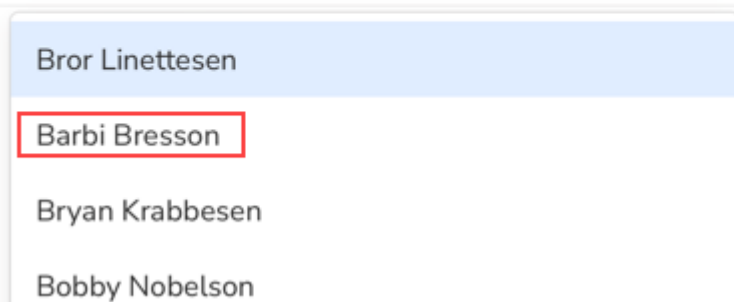 Bror Linettesen
Barbi Bresson
Bryan Krabbesen
Bobby Nobelson